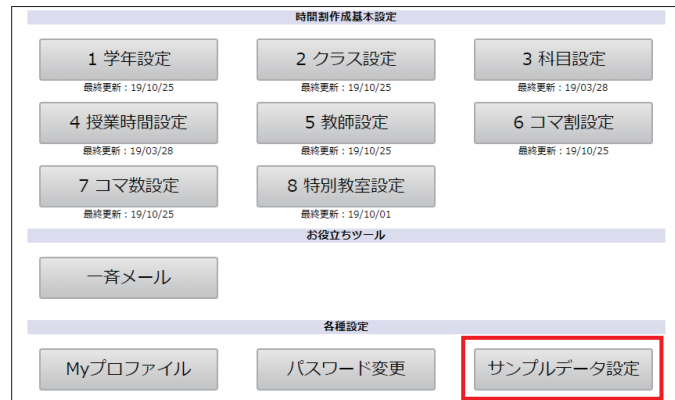 時間割作成基本設定
1 学年設定 2 クラス設定 3 科目設定
最終更新：19/10/25 最終更新：19/10/25 最終更新：19/03/28
4 授業時間設定 5 教師設定 6 コマ割設定
最終更新：19/03/28 最終更新：19/10/25 最終更新：19/10/25
7 コマ数設定 8 特別教室設定
最終更新：19/10/25 最終更新：19/10/01
お役立ちツール
一斉メール
各種設定
Myプロファイル パスワード変更 サンプルデータ設定